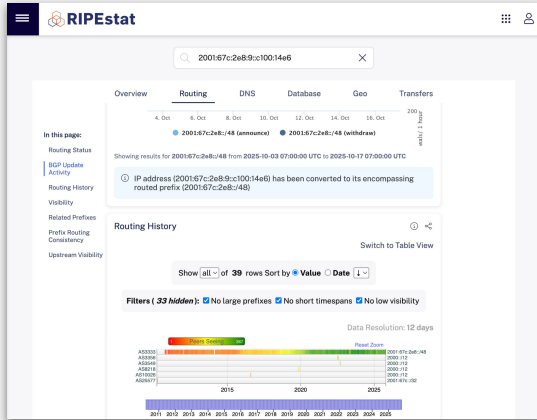 RIPEstat
2001:67c:2e8:9::c100:14e6
Overview Routing DNS Database Geo Transfers
4. Oct 6. Oct 8. Oct 10. Oct 12. Oct 14. Oct 16. Oct
200
eals/ 1 hour
2001:67c:2e8::/48 (announce) 2001:67c:2e8::/48 (withdraw)
In this page:
Routing Status
BGP Update
Activity
Routing History
Visibility
Related Prefixes
Prefix Routing
Consistency
Upstream Visibility
Showing results for 2001:67c:2e8::/48 from 2025-10-03 07:00:00 UTC to 2025-10-17 07:00:00 UTC
IP address (2001:67c:2e8:9::c100:14e6) has been converted to its encompassing
routed prefix (2001:67c:2e8::/48)
Routing History
Switch to Table View
Show all of 39 rows Sort by Value Date ↓
Filters ( 33 hidden): No large prefixes No short timespans No low visibility
Data Resolution: 12 days
Peers Seeing
Reset Zoom
AS3333 2001:67c:2e8::/48
AS3356 2000::/12
AS3549 2000::/12
AS8218 2000::/12
AS10026 2000::/12
AS25577 2001:67c::/32
2015 2020 2025
2011 2012 2013 2014 2015 2016 2017 2018 2019 2020 2021 2022 2023 2024 2025